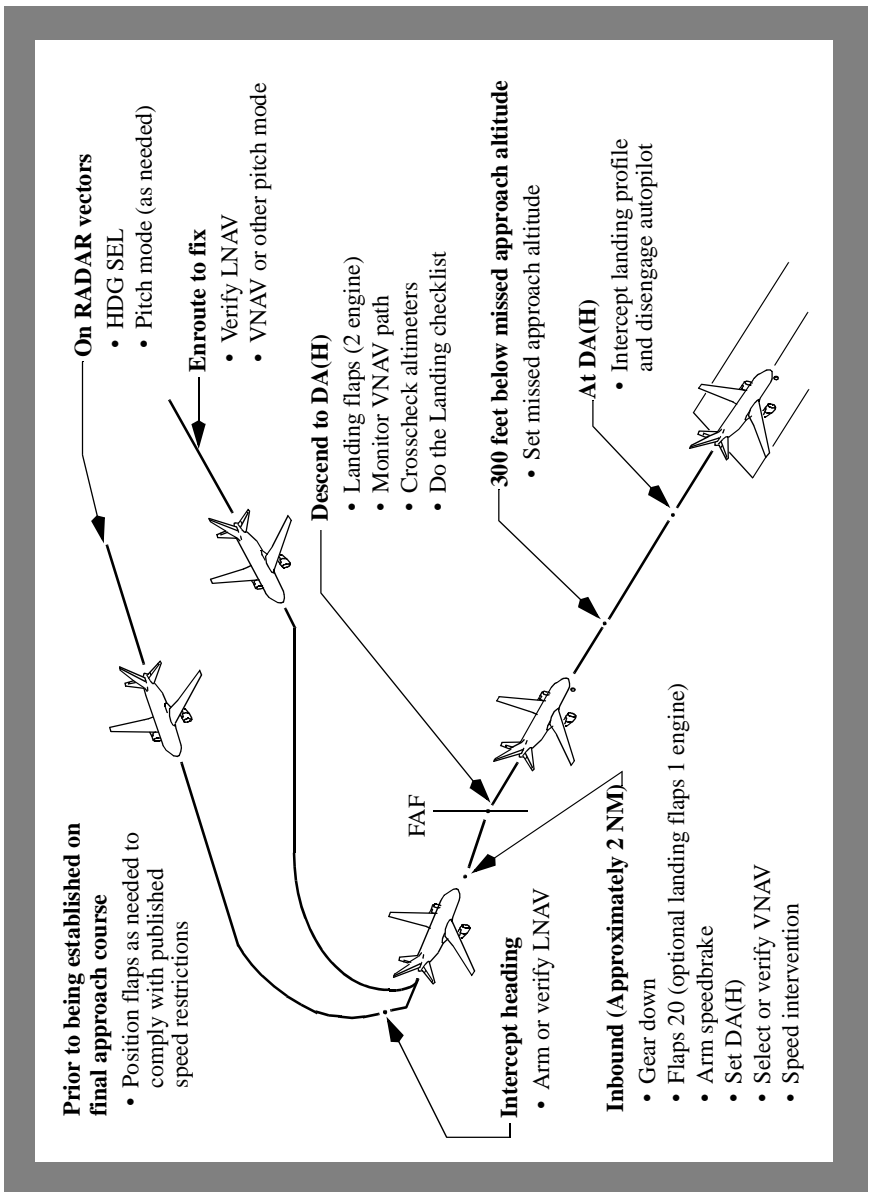 On RADAR vectors
• HDG SEL
• Pitch mode (as needed)
Enroute to fix
• Verify LNAV
• VNAV or other pitch mode
Prior to being established on
final approach course
• Position flaps as needed to
comply with published
speed restrictions
Descend to DA(H)
• Landing flaps (2 engine)
• Monitor VNAV path
• Crosscheck altimeters
• Do the Landing checklist
FAF
300 feet below missed approach altitude
• Set missed approach altitude
Intercept heading
• Arm or verify LNAV
At DA(H)
• Intercept landing profile
and disengage autopilot
Inbound (Approximately 2 NM)
• Gear down
• Flaps 20 (optional landing flaps 1 engine)
• Arm speedbrake
• Set DA(H)
• Select or verify VNAV
• Speed intervention